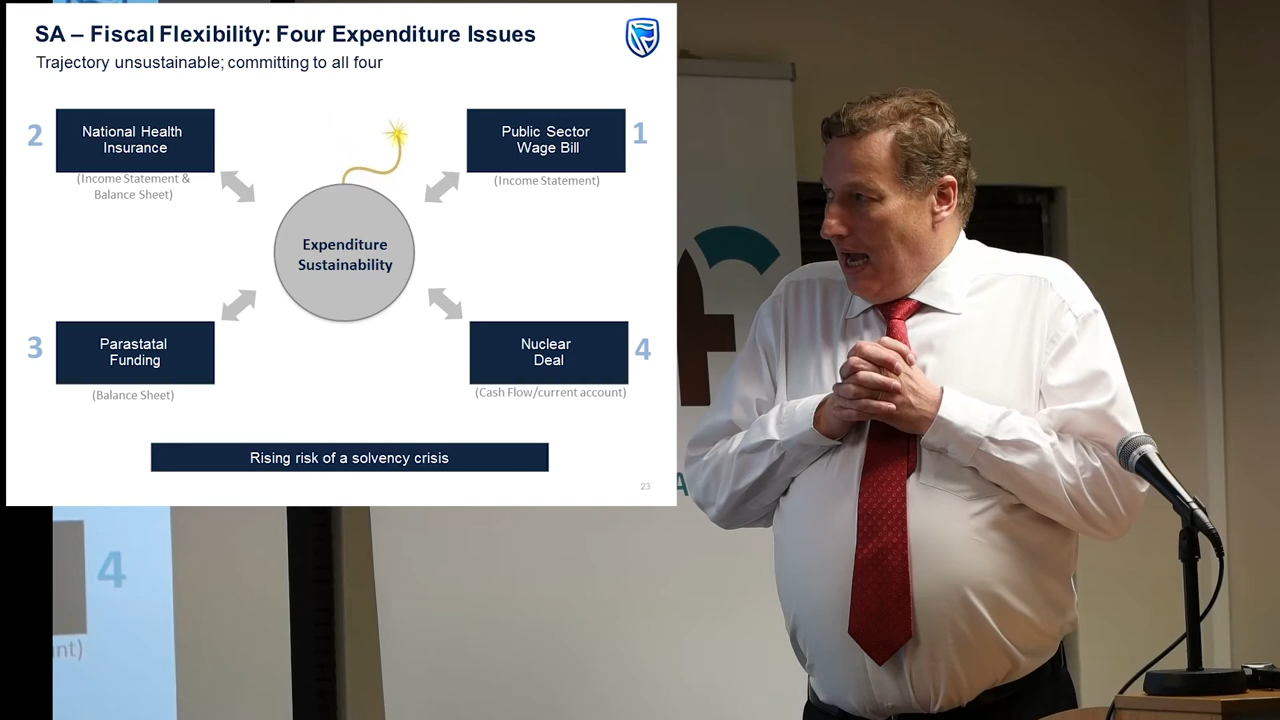 SA – Fiscal Flexibility: Four Expenditure Issues
Trajectory unsustainable; committing to all four
2
National Health
Insurance
(Income Statement &
Balance Sheet)
1
Public Sector
Wage Bill
(Income Statement)
Expenditure
Sustainability
3
Parastatal
Funding
(Balance Sheet)
4
Nuclear
Deal
(Cash Flow/current account)
Rising risk of a solvency crisis
23
A
4
nt)